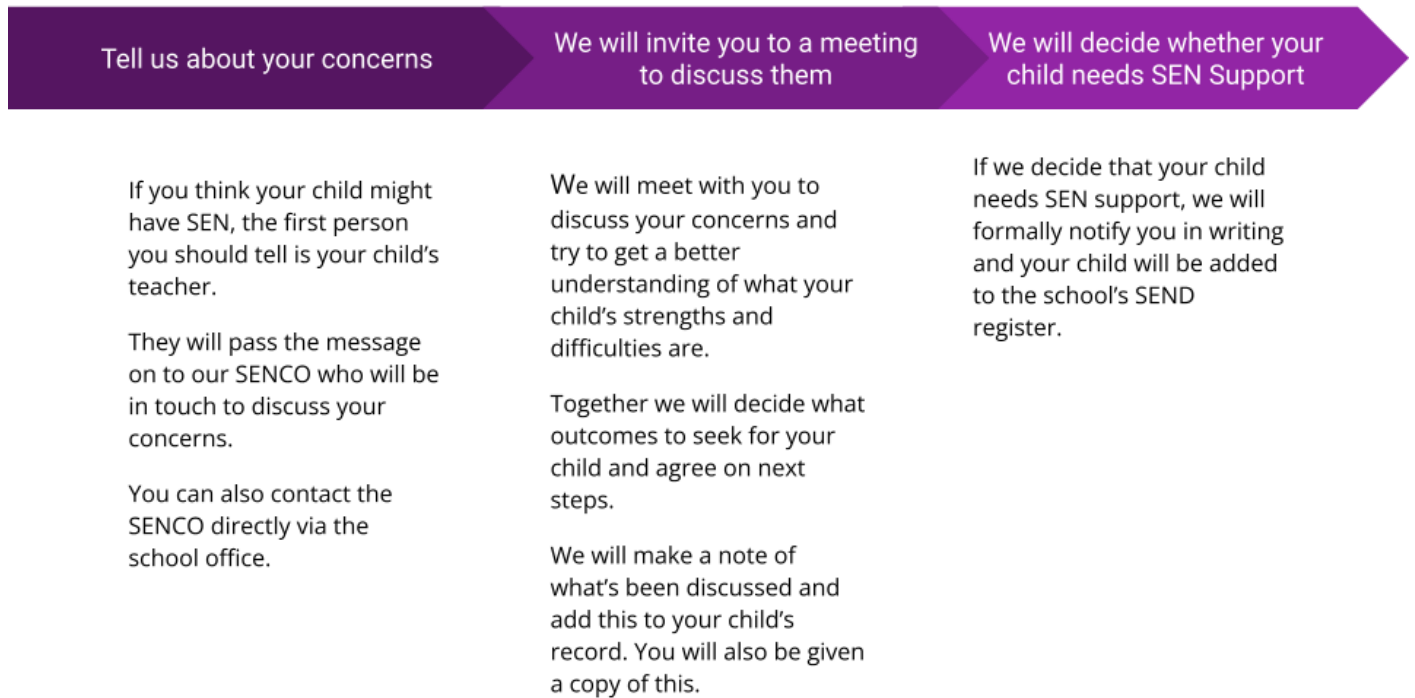 Tell us about your concerns
We will invite you to a meeting
to discuss them
We will decide whether your
child needs SEN Support
If you think your child might
have SEN, the first person
you should tell is your child’s
teacher.
They will pass the message
on to our SENCO who will be
in touch to discuss your
concerns.
You can also contact the
SENCO directly via the
school office.
We will meet with you to
discuss your concerns and
try to get a better
understanding of what your
child’s strengths and
difficulties are.
Together we will decide what
outcomes to seek for your
child and agree on next
steps.
We will make a note of
what’s been discussed and
add this to your child’s
record. You will also be given
a copy of this.
If we decide that your child
needs SEN support, we will
formally notify you in writing
and your child will be added
to the school’s SEND
register.